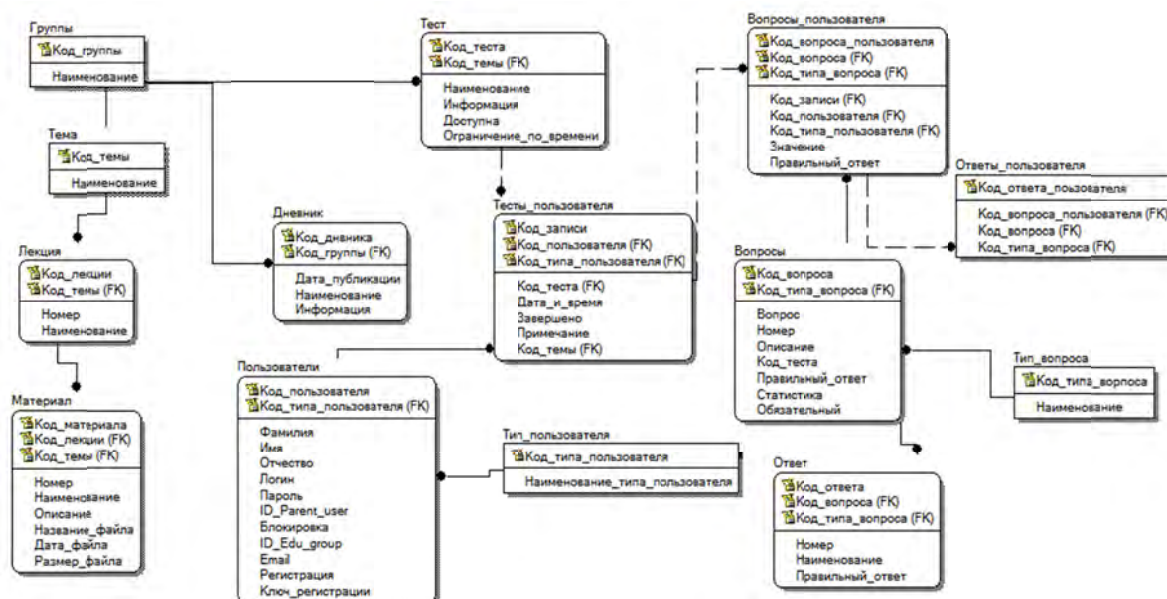 Группы
Код_группы
Наименование
Тема
Код_темы
Наименование
Лекция
Код_лекции
Код_темы (FK)
Номер
Наименование
Материал
Код_материала
Код_лекции (FK)
Код_темы (FK)
Номер
Наименование
Описание
Название_файла
Дата_файла
Размер_файла
Тест
Код_теста
Код_темы (FK)
Наименование
Информация
Доступна
Ограничение_по_времени
Дневник
Код_днвника
Код_группы (FK)
Дата_публикации
Наименование
Информация
Тесты_пользователя
Код_записи
Код_пользователя (FK)
Код_типа_пользователя (FK)
Код_теста (FK)
Дата_и_время
Завершено
Примечание
Код_темы (FK)
Пользователи
Код_пользователя
Код_типа_пользователя (FK)
Фамилия
Имя
Отчество
Логин
Пароль
ID_Parent_user
Блокировка
ID_Edu_group
Email
Регистрация
Ключ_регистрации
Тип_пользователя
Код_типа_пользователя
Наименование_типа_пользователя
Вопросы_пользователя
Код_вопроса_пользователя
Код_вопроса (FK)
Код_типа_вопроса (FK)
Код_записи (FK)
Код_пользователя (FK)
Код_типа_пользователя (FK)
Значение
Правильный_ответ
Ответы_пользователя
Код_ответа_поьзователя
Код_вопроса_пользователя (FK)
Код_вопроса (FK)
Код_типа_вопроса (FK)
Вопросы
Код_вопроса
Код_типа_вопроса (FK)
Вопрос
Номер
Описание
Код_теста
Правильный_ответ
Статистика
Обязательный
Тип_вопроса
Код_типа_ворпоса
Наименование
Ответ
Код_ответа
Код_вопроса (FK)
Код_типа_вопроса (FK)
Номер
Наименование
Правильный_ответ